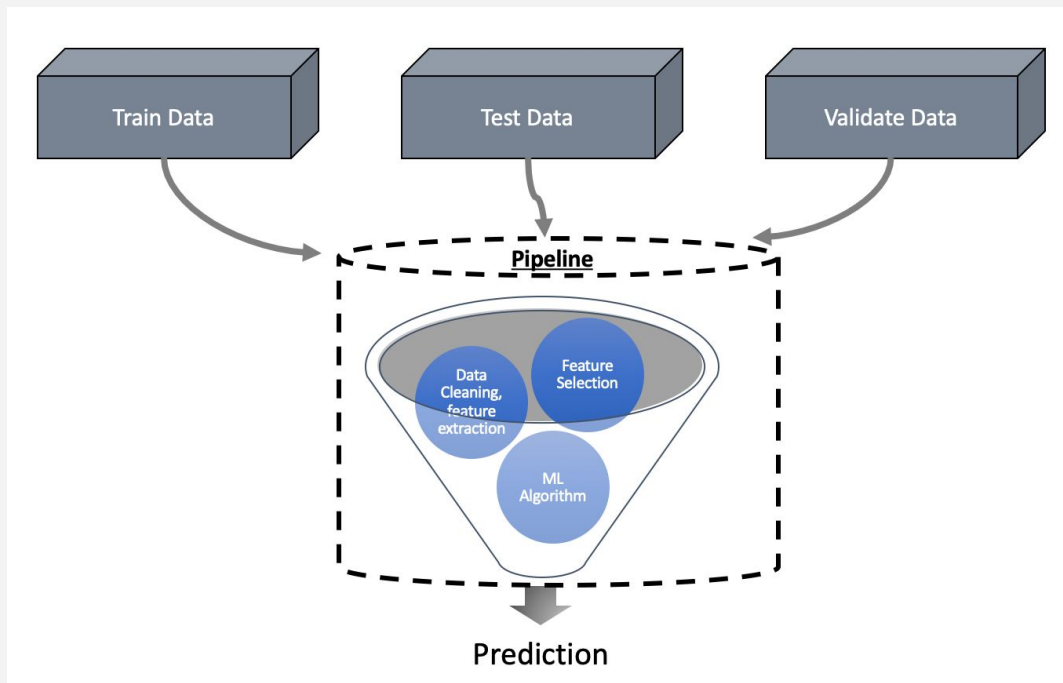 Train Data
Test Data
Validate Data
Pipeline
Data
Cleaning,
feature
extraction
Feature
Selection
ML
Algorithm
Prediction